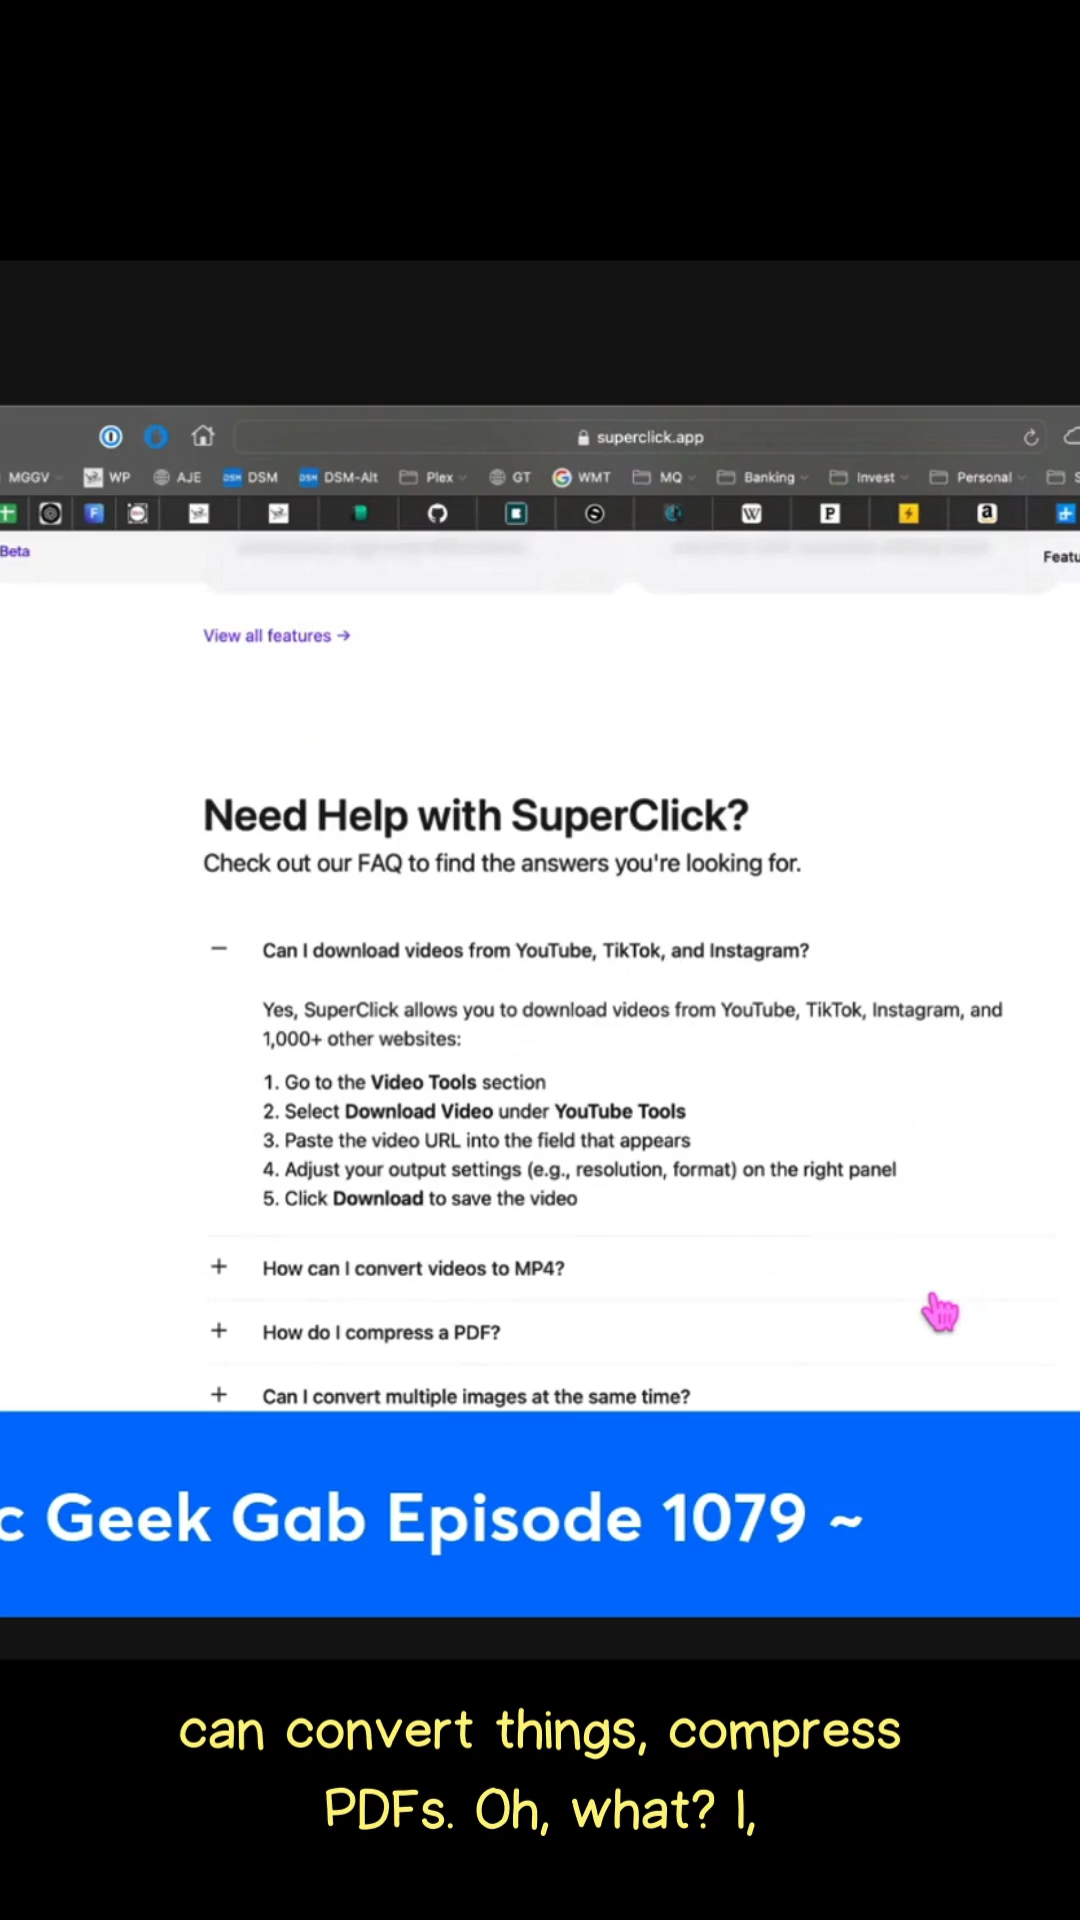 superclick.app
MGGV WP AJE DSM DSM-Alt Plex GT WMT MQ Banking Invest Personal S
Beta
Featu
View all features →
Need Help with SuperClick?
Check out our FAQ to find the answers you're looking for.
− Can I download videos from YouTube, TikTok, and Instagram?
Yes, SuperClick allows you to download videos from YouTube, TikTok, Instagram, and
1,000+ other websites:
1. Go to the Video Tools section
2. Select Download Video under YouTube Tools
3. Paste the video URL into the field that appears
4. Adjust your output settings (e.g., resolution, format) on the right panel
5. Click Download to save the video
+ How can I convert videos to MP4?
+ How do I compress a PDF?
+ Can I convert multiple images at the same time?
c Geek Gab Episode 1079 ~
can convert things, compress
PDFs. Oh, what? I,